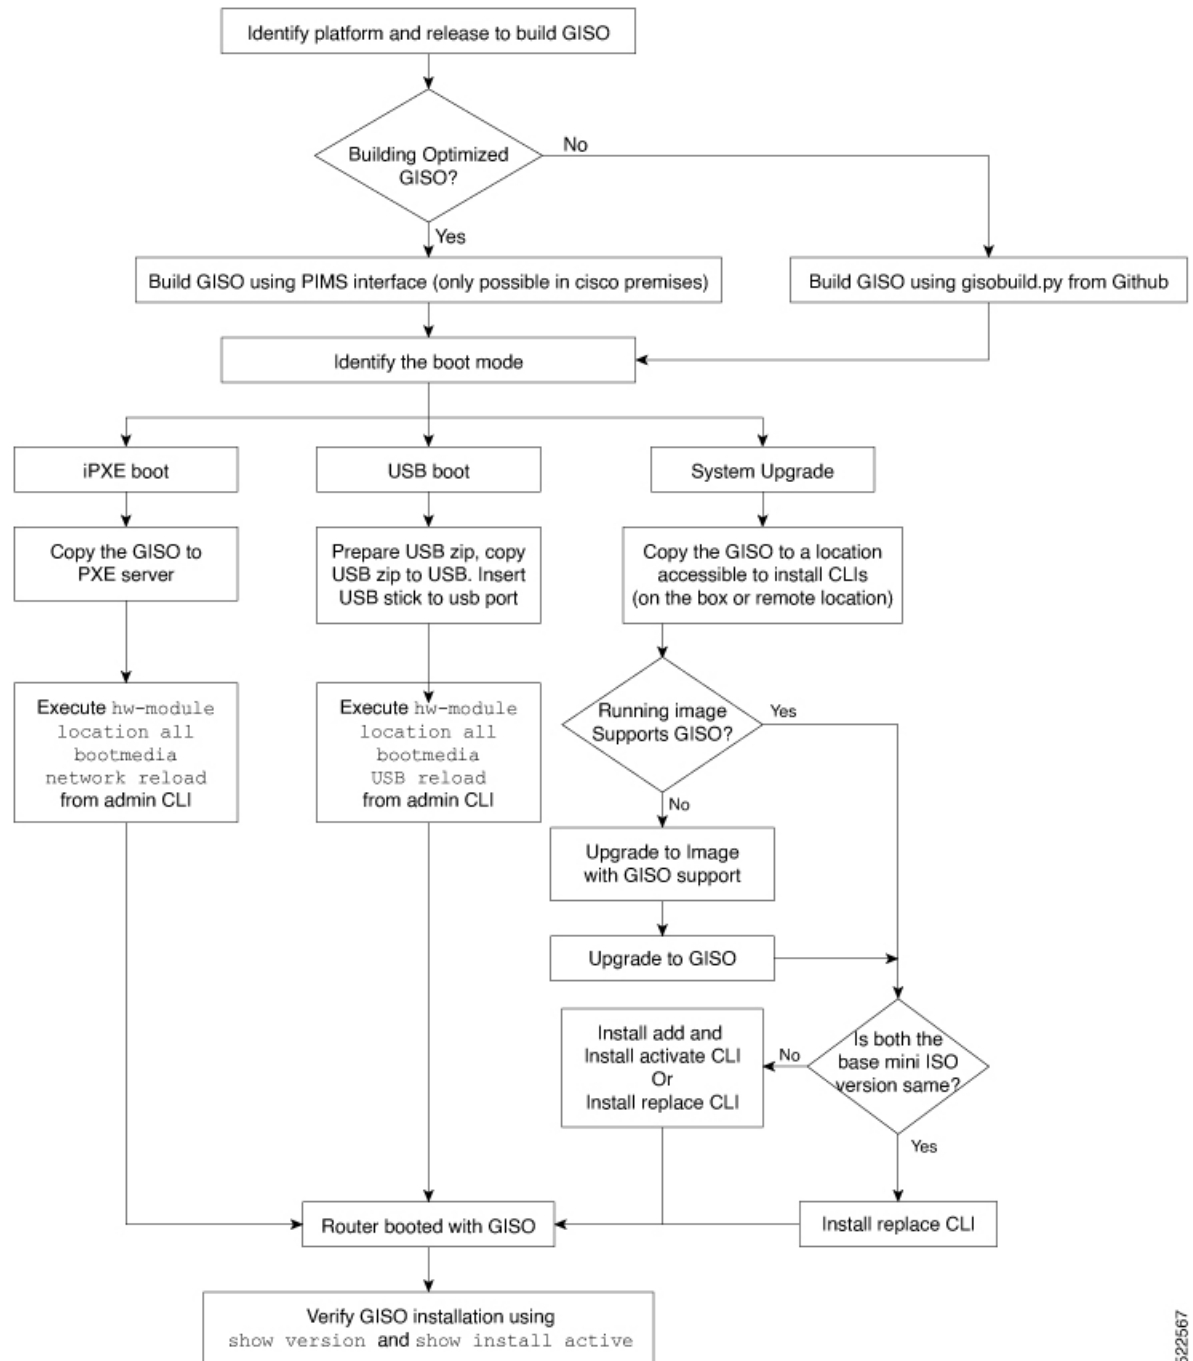 Identify platform and release to build GISO
Building Optimized
GISO?
No
Yes
Build GISO using PIMS interface (only possible in cisco premises)
Build GISO using gisobuild.py from Github
Identify the boot mode
iPXE boot
USB boot
System Upgrade
Copy the GISO to
PXE server
Prepare USB zip, copy
USB zip to USB. Insert
USB stick to usb port
Copy the GISO to a location
accessible to install CLIs
(on the box or remote location)
Execute hw-module
location all
bootmedia
network reload
from admin CLI
Execute hw-module
location all
bootmedia
USB reload
from admin CLI
Running image
Supports GISO?
Yes
No
Upgrade to Image
with GISO support
Upgrade to GISO
Install add and
Install activate CLI
Or
Install replace CLI
No
Is both the
base mini ISO
version same?
Yes
Router booted with GISO
Install replace CLI
Verify GISO installation using
show version and show install active
522567